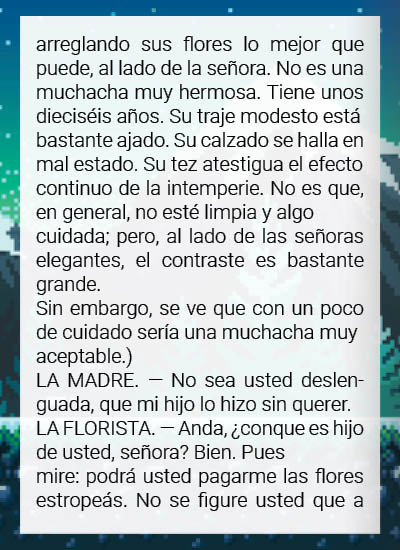 arreglando sus flores lo mejor que
puede, al lado de la señora. No es una
muchacha muy hermosa. Tiene unos
dieciséis años. Su traje modesto está
bastante ajado. Su calzado se halla en
mal estado. Su tez atestigua el efecto
continuo de la intemperie. No es que,
en general, no esté limpia y algo
cuidada; pero, al lado de las señoras
elegantes, el contraste es bastante
grande.
Sin embargo, se ve que con un poco
de cuidado sería una muchacha muy
aceptable.)
LA MADRE. — No sea usted deslen-
guada, que mi hijo lo hizo sin querer.
LA FLORISTA. — Anda, ¿conque es hijo
de usted, señora? Bien. Pues
mire: podrá usted pagarme las flores
estropeás. No se figure usted que a